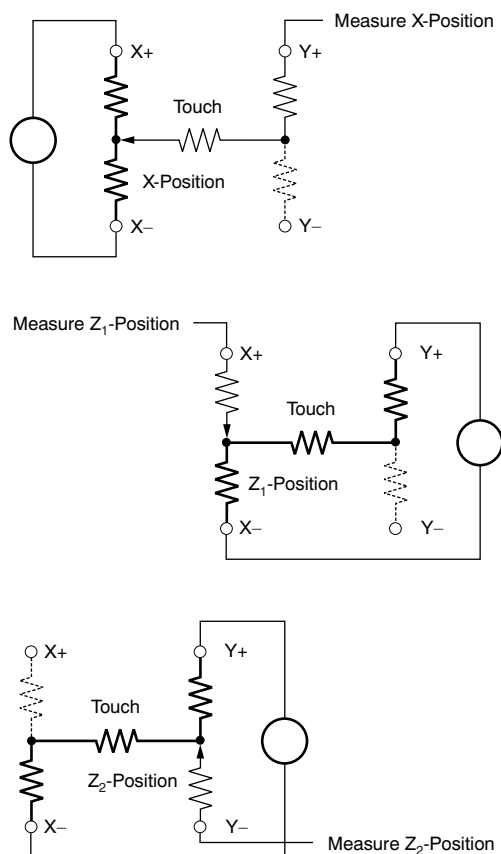 Measure X-Position
X+ Y+
Touch
X-Position
X– Y–
Measure Z₁-Position
X+ Y+
Touch
Z₁-Position
X– Y–
X+ Y+
Touch
Z₂-Position
X– Y–
Measure Z₂-Position